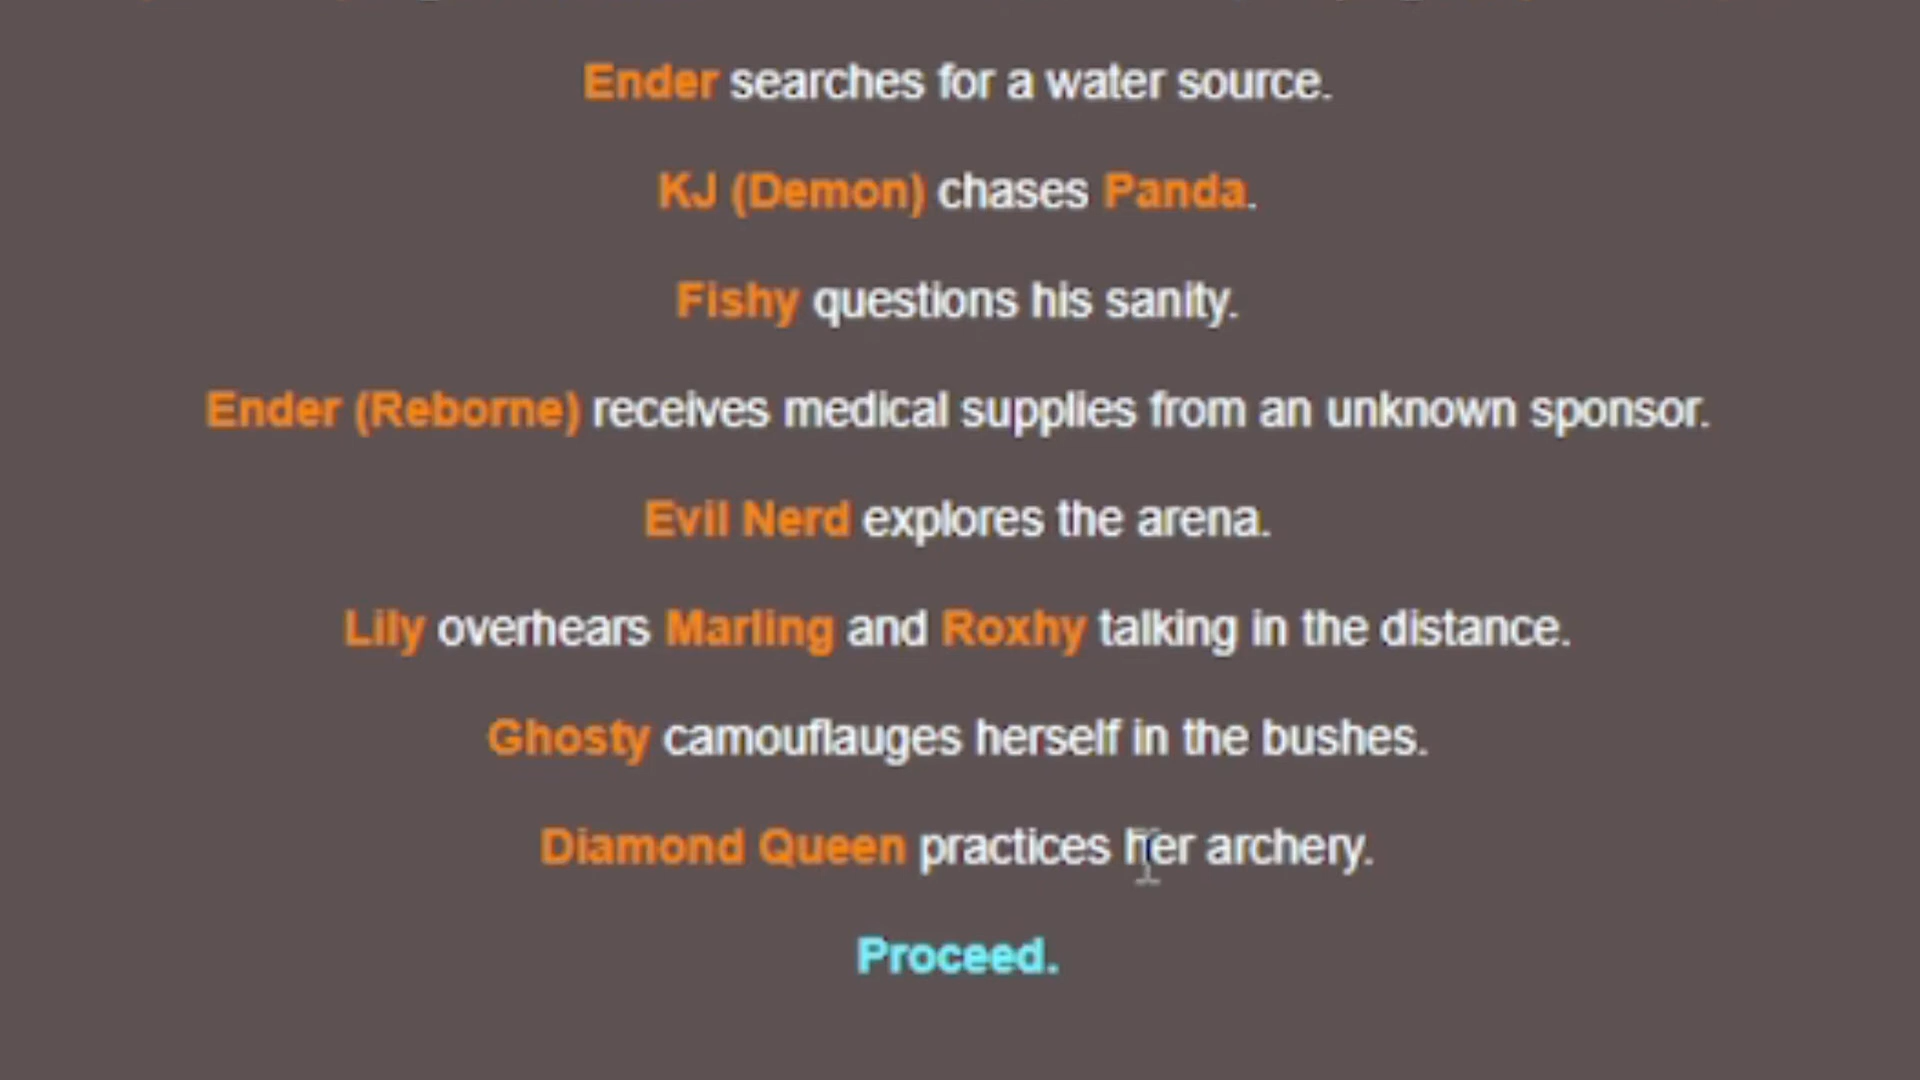 Ender searches for a water source.
KJ (Demon) chases Panda.
Fishy questions his sanity.
Ender (Reborne) receives medical supplies from an unknown sponsor.
Evil Nerd explores the arena.
Lily overhears Marling and Roxhy talking in the distance.
Ghosty camouflauges herself in the bushes.
Diamond Queen practices her archery.
Proceed.